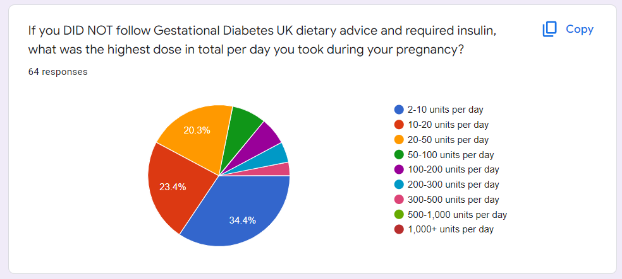 If you DID NOT follow Gestational Diabetes UK dietary advice and required insulin,
what was the highest dose in total per day you took during your pregnancy?
Copy
64 responses
20.3%
23.4%
34.4%
2-10 units per day
10-20 units per day
20-50 units per day
50-100 units per day
100-200 units per day
200-300 units per day
300-500 units per day
500-1,000 units per day
1,000+ units per day